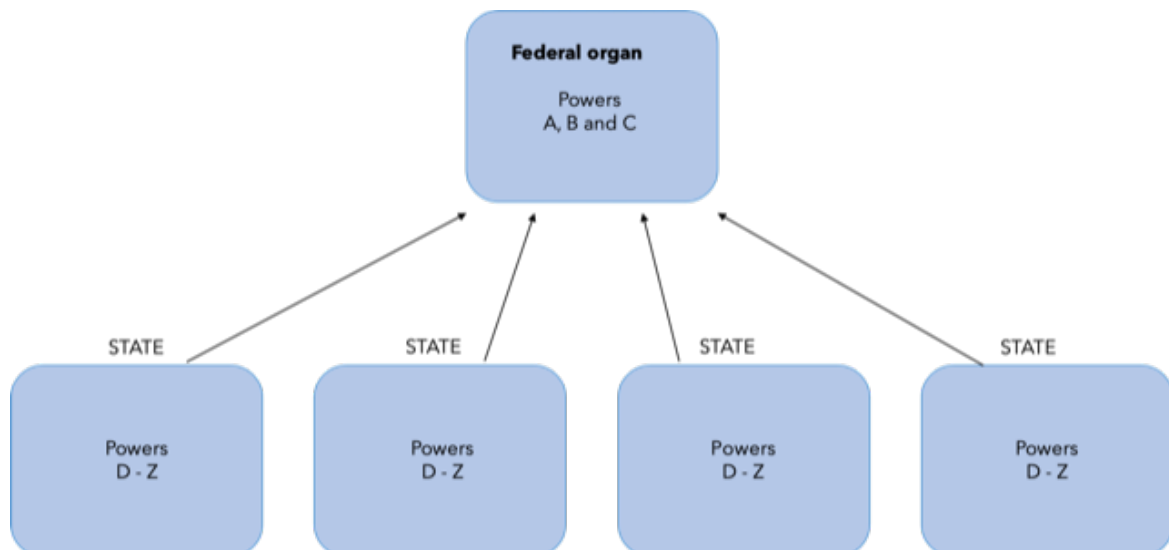 Federal organ
Powers
A, B and C
STATE
STATE
STATE
STATE
Powers
D - Z
Powers
D - Z
Powers
D - Z
Powers
D - Z